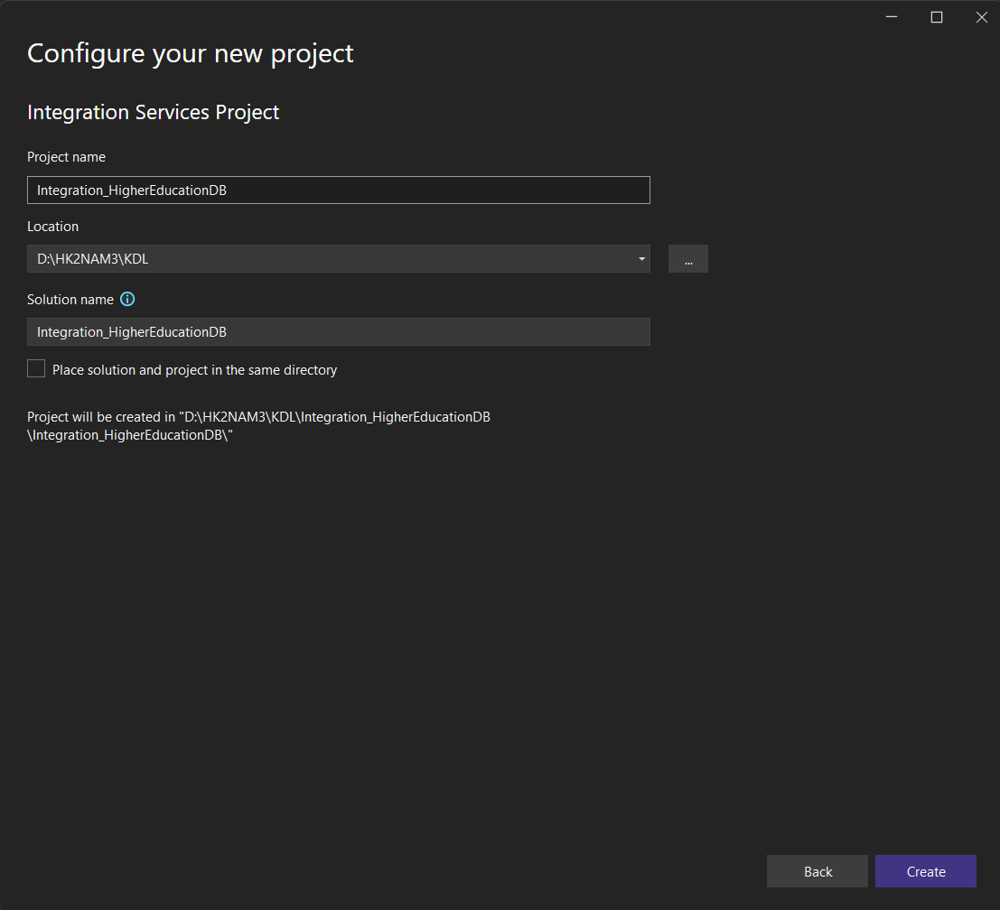 Configure your new project
Integration Services Project
Project name
Integration_HigherEducationDB
Location
D:\HK2NAM3\KDL
...
Solution name
Integration_HigherEducationDB
Place solution and project in the same directory
Project will be created in "D:\HK2NAM3\KDL\Integration_HigherEducationDB
\Integration_HigherEducationDB\"
Back
Create